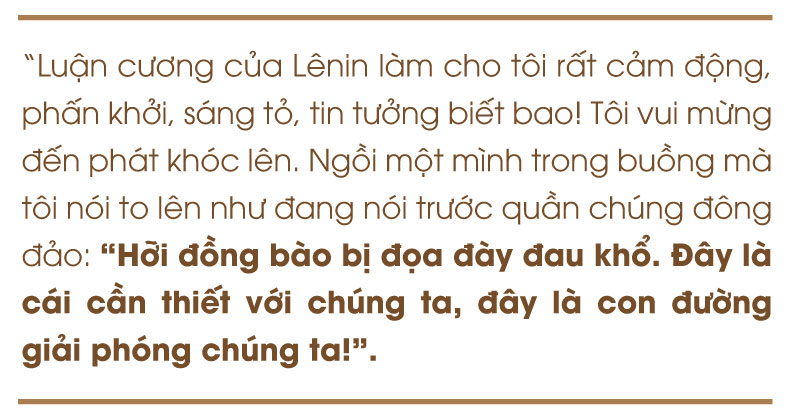 “Luận cương của Lênin làm cho tôi rất cảm động,
phấn khởi, sáng tỏ, tin tưởng biết bao! Tôi vui mừng
đến phát khóc lên. Ngồi một mình trong buồng mà
tôi nói to lên như đang nói trước quần chúng đông
đảo: “Hỡi đồng bào bị đọa đày đau khổ. Đây là
cái cần thiết với chúng ta, đây là con đường
giải phóng chúng ta!”.